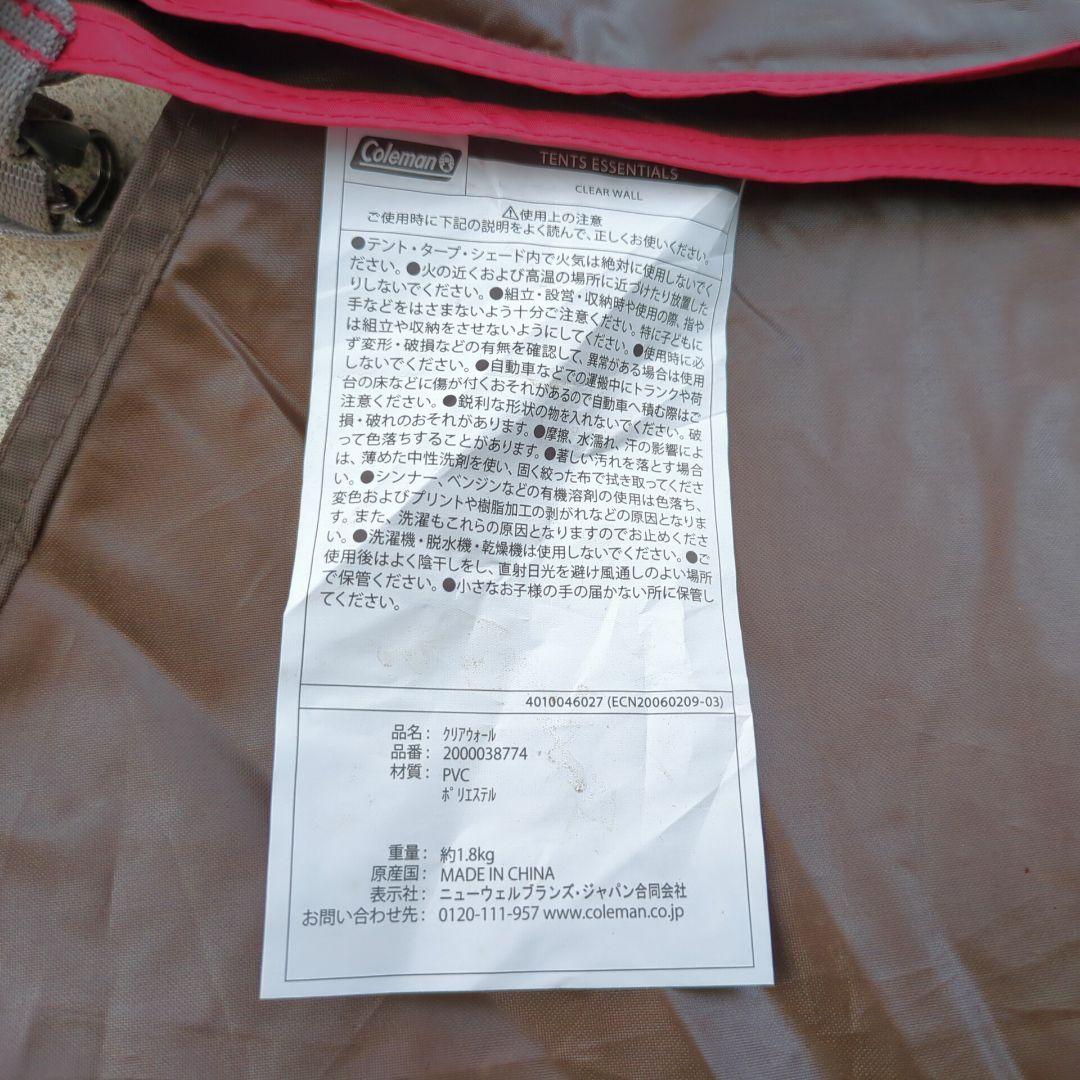 Coleman
TENTS ESSENTIALS
CLEAR WALL
⚠使用上の注意
ご使用時に下記の説明をよく読んで、正しくお使いください。
●テント・タープ・シェード内で火気は絶対に使用しないでく
ださい。●火の近くおよび高温の場所に近づけたり放置した
りしないでください。●組立・設営・収納時や使用の際、指や
手などをはさまないよう十分ご注意ください。特に子どもに
は組立や収納をさせないようにしてください。●使用時に必
ず変形・破損などの有無を確認して、異常がある場合は使用
しないでください。●自動車などでの運搬中にトランクや荷
台の床などに傷が付くおそれがあるので自動車へ積む際はご
注意ください。●鋭利な形状の物を入れないでください。破
損・破れのおそれがあります。●摩擦、水濡れ、汗の影響によ
って色落ちすることがあります。●著しい汚れを落とす場合
は、薄めた中性洗剤を使い、固く絞った布で拭き取ってくださ
い。●シンナー、ベンジンなどの有機溶剤の使用は色落ち、
変色およびプリントや樹脂加工の剥がれなどの原因となりま
す。また、洗濯もこれらの原因となりますのでお止めくださ
い。●洗濯機・脱水機・乾燥機は使用しないでください。●ご
使用後はよく陰干しをし、直射日光を避け風通しのよい場所
で保管ください。●小さなお子様の手の届かない所に保管し
てください。
4010046027 (ECN20060209-03)
品名： ｸﾘｱｳｫｰﾙ
品番： 2000038774
材質： PVC
ﾎﾟﾘｴｽﾃﾙ
重量： 約1.8kg
原産国： MADE IN CHINA
表示社： ニューウェルブランズ・ジャパン合同会社
お問い合わせ先： 0120-111-957 www.coleman.co.jp